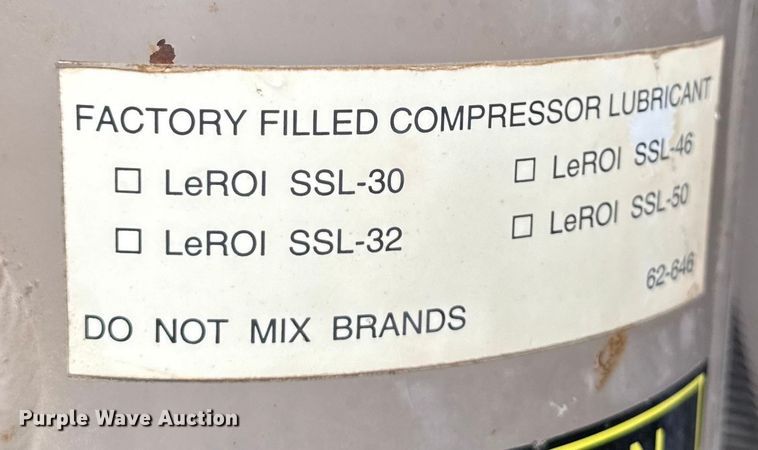 FACTORY FILLED COMPRESSOR LUBRICANT
☐ LeROI SSL-30 ☐ LeROI SSL-46
☐ LeROI SSL-32 ☐ LeROI SSL-50
62-646
DO NOT MIX BRANDS
Purple Wave Auction